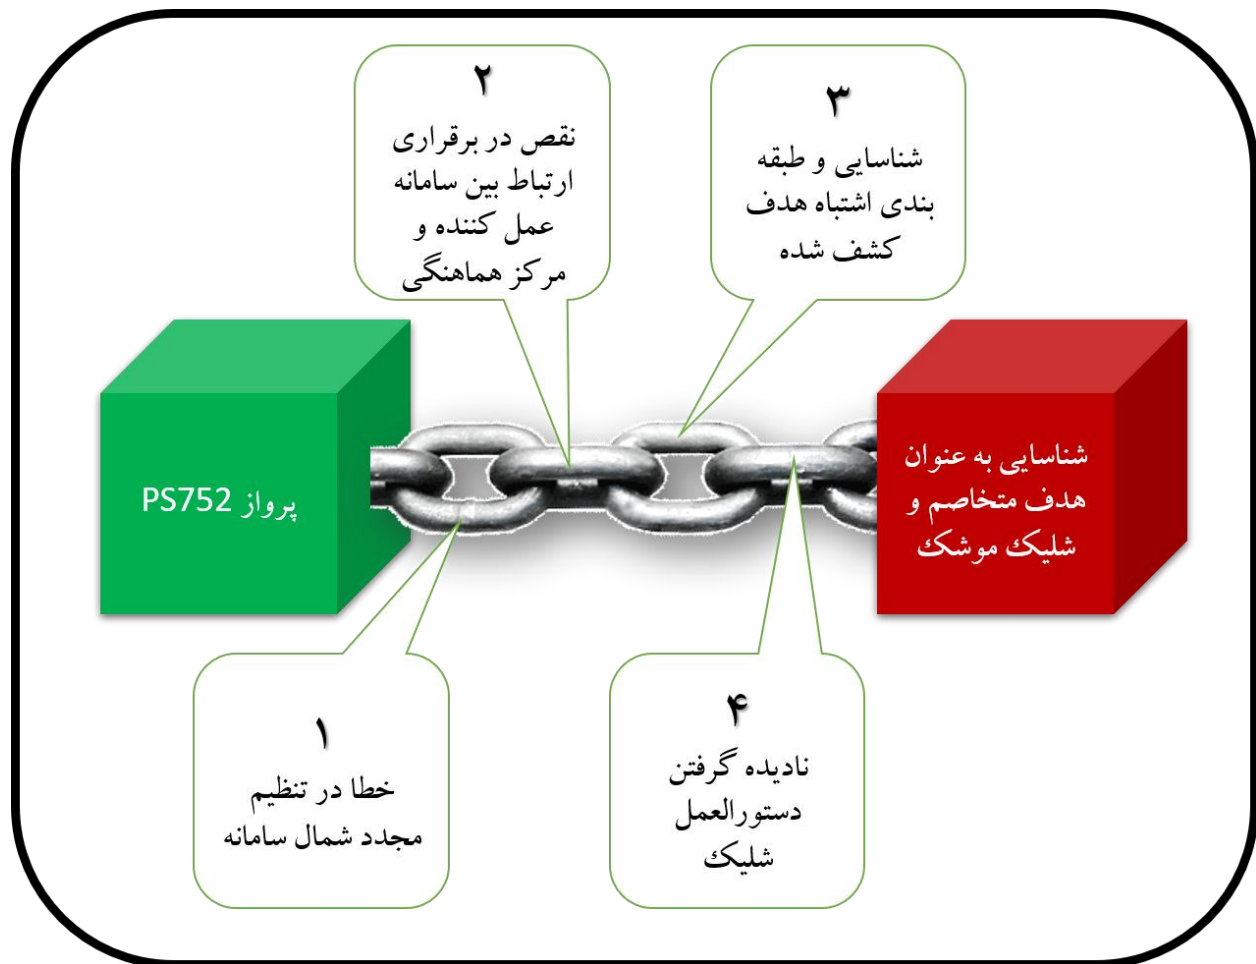 ۲
نقص در برقراری
ارتباط بین سامانه
عمل کننده و
مرکز هماهنگی
۳
شناسایی و طبقه
بندی اشتباه هدف
کشف شده
پرواز PS752
شناسایی به عنوان
هدف متخاصم و
شلیک موشک
۱
خطا در تنظیم
مجدد شمال سامانه
۴
نادیده گرفتن
دستورالعمل
شلیک